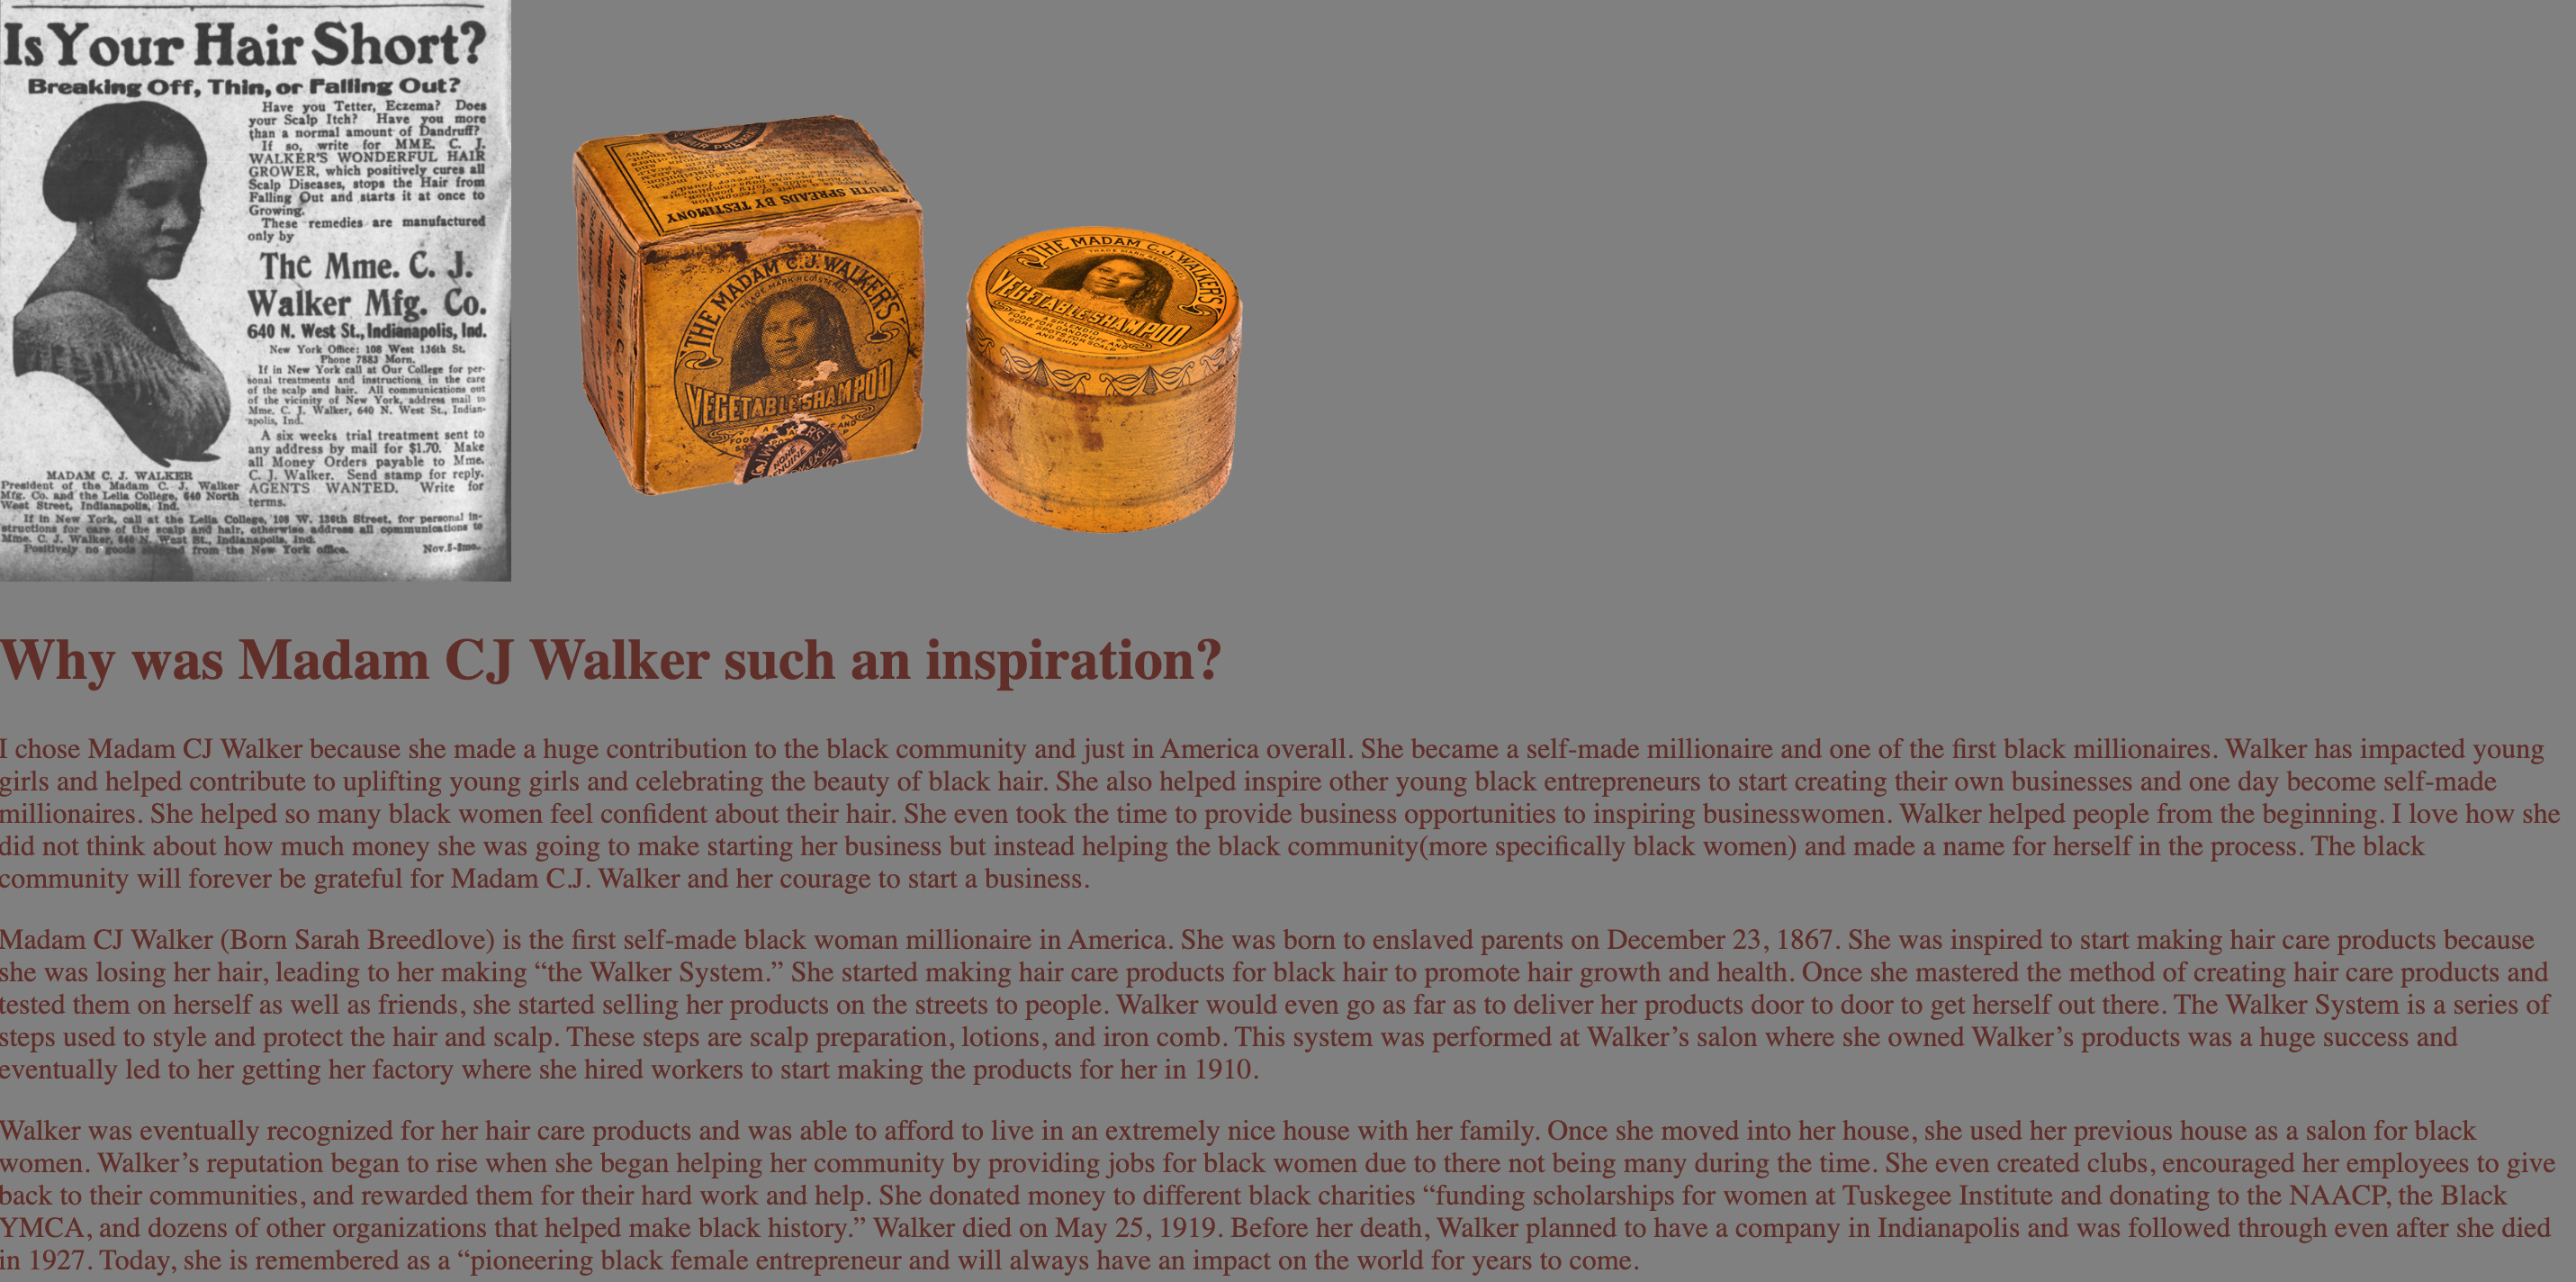 Is Your Hair Short?
Breaking Off, Thin, or Falling Out?
Have you Tetter, Eczema? Does
your Scalp Itch? Have you more
than a normal amount of Dandruff?
If so, write for MME. C. J.
WALKER'S WONDERFUL HAIR
GROWER, which positively cures all
Scalp Diseases, stops the Hair from
Falling Out and starts it at once to
Growing.
These remedies are manufactured
only by
The Mme. C. J.
Walker Mfg. Co.
640 N. West St., Indianapolis, Ind.
New York Office: 108 West 136th St.
Phone 7883 Morn.
If in New York call at Our College for per-
sonal treatments and instructions in the care
of the scalp and hair. All communications out
of the vicinity of New York, address mail to
Mme. C. J. Walker, 640 N. West St., Indian-
apolis, Ind.
A six weeks trial treatment sent to
any address by mail for $1.70. Make
all Money Orders payable to Mme.
C. J. Walker. Send stamp for reply.
AGENTS WANTED. Write for
terms.
MADAM C. J. WALKER
President of the Madam C. J. Walker
Mfg. Co. and the Lelia College, 640 North
West Street, Indianapolis, Ind.
If in New York, call at the Lelia College, 108 W. 136th Street, for personal in-
structions for care of the scalp and hair, otherwise address all communications to
Mme. C. J. Walker, 640 N. West St., Indianapolis, Ind.
Positively no goods from the New York office. Nov.5-2mo.
TRUTH SPREADS BY TESTIMONY
THE MADAM C.J. WALKER'S
TRADE MARK REGISTERED
VEGETABLE SHAMPOO
THE MADAM C.J. WALKER'S
TRADE MARK REGISTERED
VEGETABLE SHAMPOO
A SPLENDID
FOOD FOR DANDRUFF AND
SORE SPOTS FOR SCALP
AND SKIN
Why was Madam CJ Walker such an inspiration?
I chose Madam CJ Walker because she made a huge contribution to the black community and just in America overall. She became a self-made millionaire and one of the first black millionaires. Walker has impacted young
girls and helped contribute to uplifting young girls and celebrating the beauty of black hair. She also helped inspire other young black entrepreneurs to start creating their own businesses and one day become self-made
millionaires. She helped so many black women feel confident about their hair. She even took the time to provide business opportunities to inspiring businesswomen. Walker helped people from the beginning. I love how she
did not think about how much money she was going to make starting her business but instead helping the black community(more specifically black women) and made a name for herself in the process. The black
community will forever be grateful for Madam C.J. Walker and her courage to start a business.
Madam CJ Walker (Born Sarah Breedlove) is the first self-made black woman millionaire in America. She was born to enslaved parents on December 23, 1867. She was inspired to start making hair care products because
she was losing her hair, leading to her making “the Walker System.” She started making hair care products for black hair to promote hair growth and health. Once she mastered the method of creating hair care products and
tested them on herself as well as friends, she started selling her products on the streets to people. Walker would even go as far as to deliver her products door to door to get herself out there. The Walker System is a series of
steps used to style and protect the hair and scalp. These steps are scalp preparation, lotions, and iron comb. This system was performed at Walker’s salon where she owned Walker’s products was a huge success and
eventually led to her getting her factory where she hired workers to start making the products for her in 1910.
Walker was eventually recognized for her hair care products and was able to afford to live in an extremely nice house with her family. Once she moved into her house, she used her previous house as a salon for black
women. Walker’s reputation began to rise when she began helping her community by providing jobs for black women due to there not being many during the time. She even created clubs, encouraged her employees to give
back to their communities, and rewarded them for their hard work and help. She donated money to different black charities “funding scholarships for women at Tuskegee Institute and donating to the NAACP, the Black
YMCA, and dozens of other organizations that helped make black history.” Walker died on May 25, 1919. Before her death, Walker planned to have a company in Indianapolis and was followed through even after she died
in 1927. Today, she is remembered as a “pioneering black female entrepreneur and will always have an impact on the world for years to come.